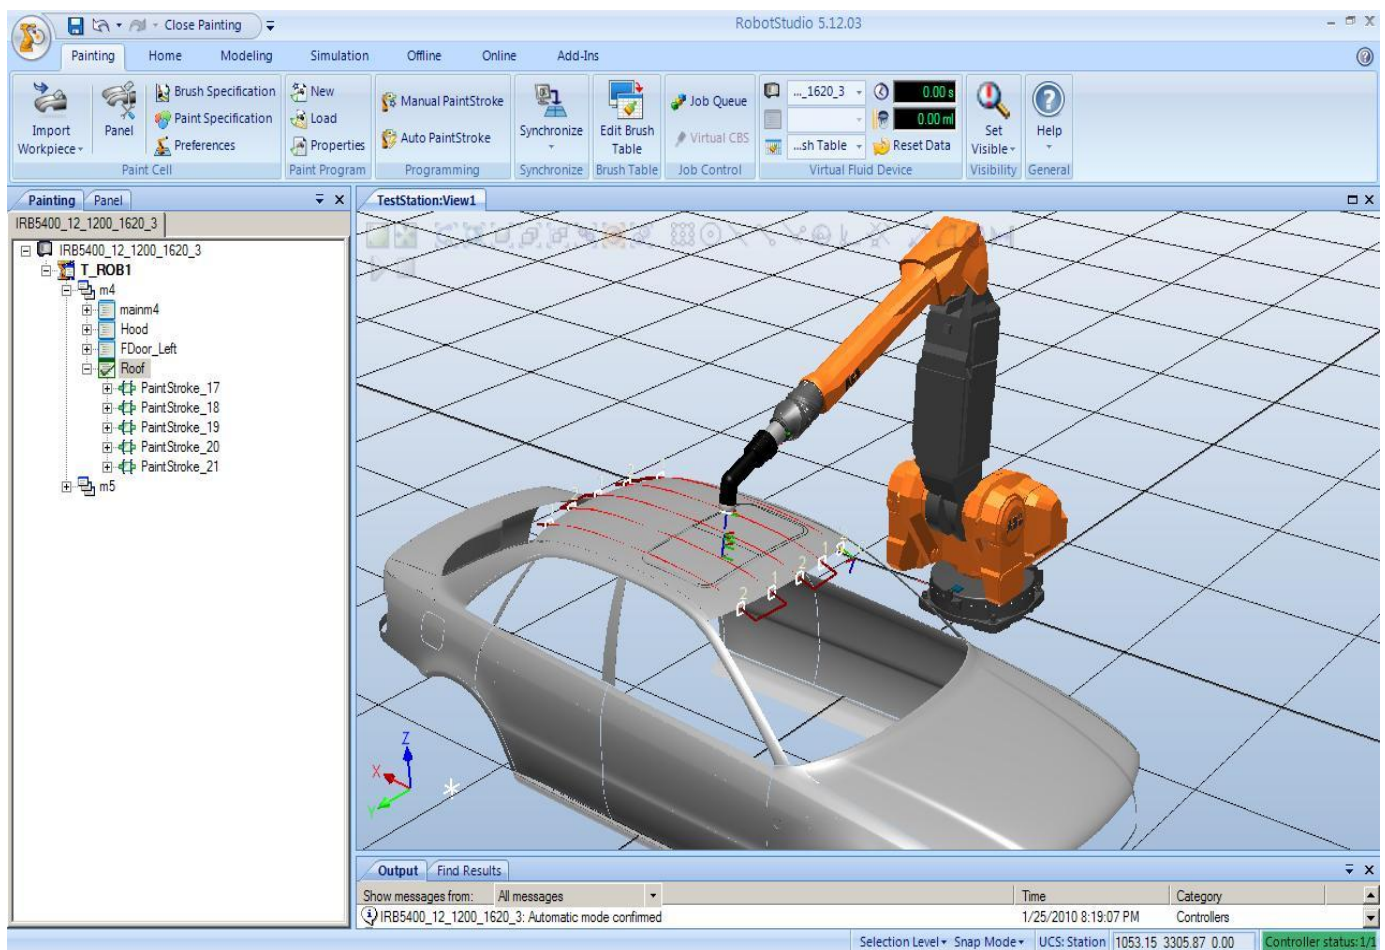 Close Painting
RobotStudio 5.12.03
Painting Home Modeling Simulation Offline Online Add-Ins
Import Workpiece
Panel
Brush Specification
Paint Specification
Preferences
Paint Cell
New
Load
Properties
Paint Program
Manual PaintStroke
Auto PaintStroke
Programming
Synchronize
Synchronize
Edit Brush Table
Brush Table
Job Queue
Virtual CBS
Job Control
..._1620_3
0.00 s
0.00 ml
...sh Table
Reset Data
Virtual Fluid Device
Set Visible
Visibility
Help
General
Painting Panel
IRB5400_12_1200_1620_3
IRB5400_12_1200_1620_3
T_ROB1
m4
mainm4
Hood
FDoor_Left
Roof
PaintStroke_17
PaintStroke_18
PaintStroke_19
PaintStroke_20
PaintStroke_21
m5
TestStation:View1
ABB
2 1 2 1
Z
X
Y
Output Find Results
Show messages from: All messages Time Category
IRB5400_12_1200_1620_3: Automatic mode confirmed 1/25/2010 8:19:07 PM Controllers
Selection Level Snap Mode UCS: Station 1053.15 3305.87 0.00 Controller status:1/1